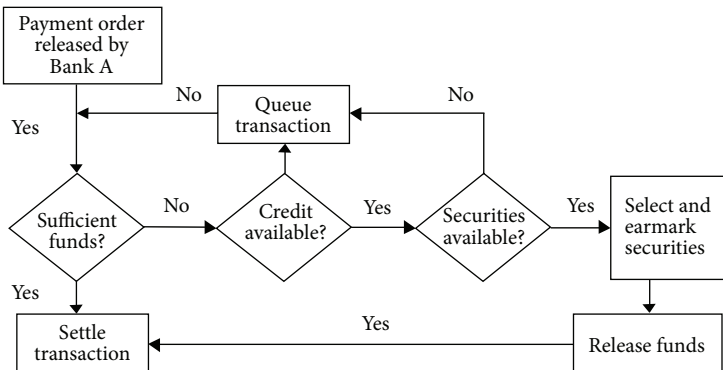 Payment order
released by
Bank A
No
Queue
transaction
No
Yes
Sufficient
funds?
No
Credit
available?
Yes
Securities
available?
Yes
Select and
earmark
securities
Yes
Settle
transaction
Yes
Release funds